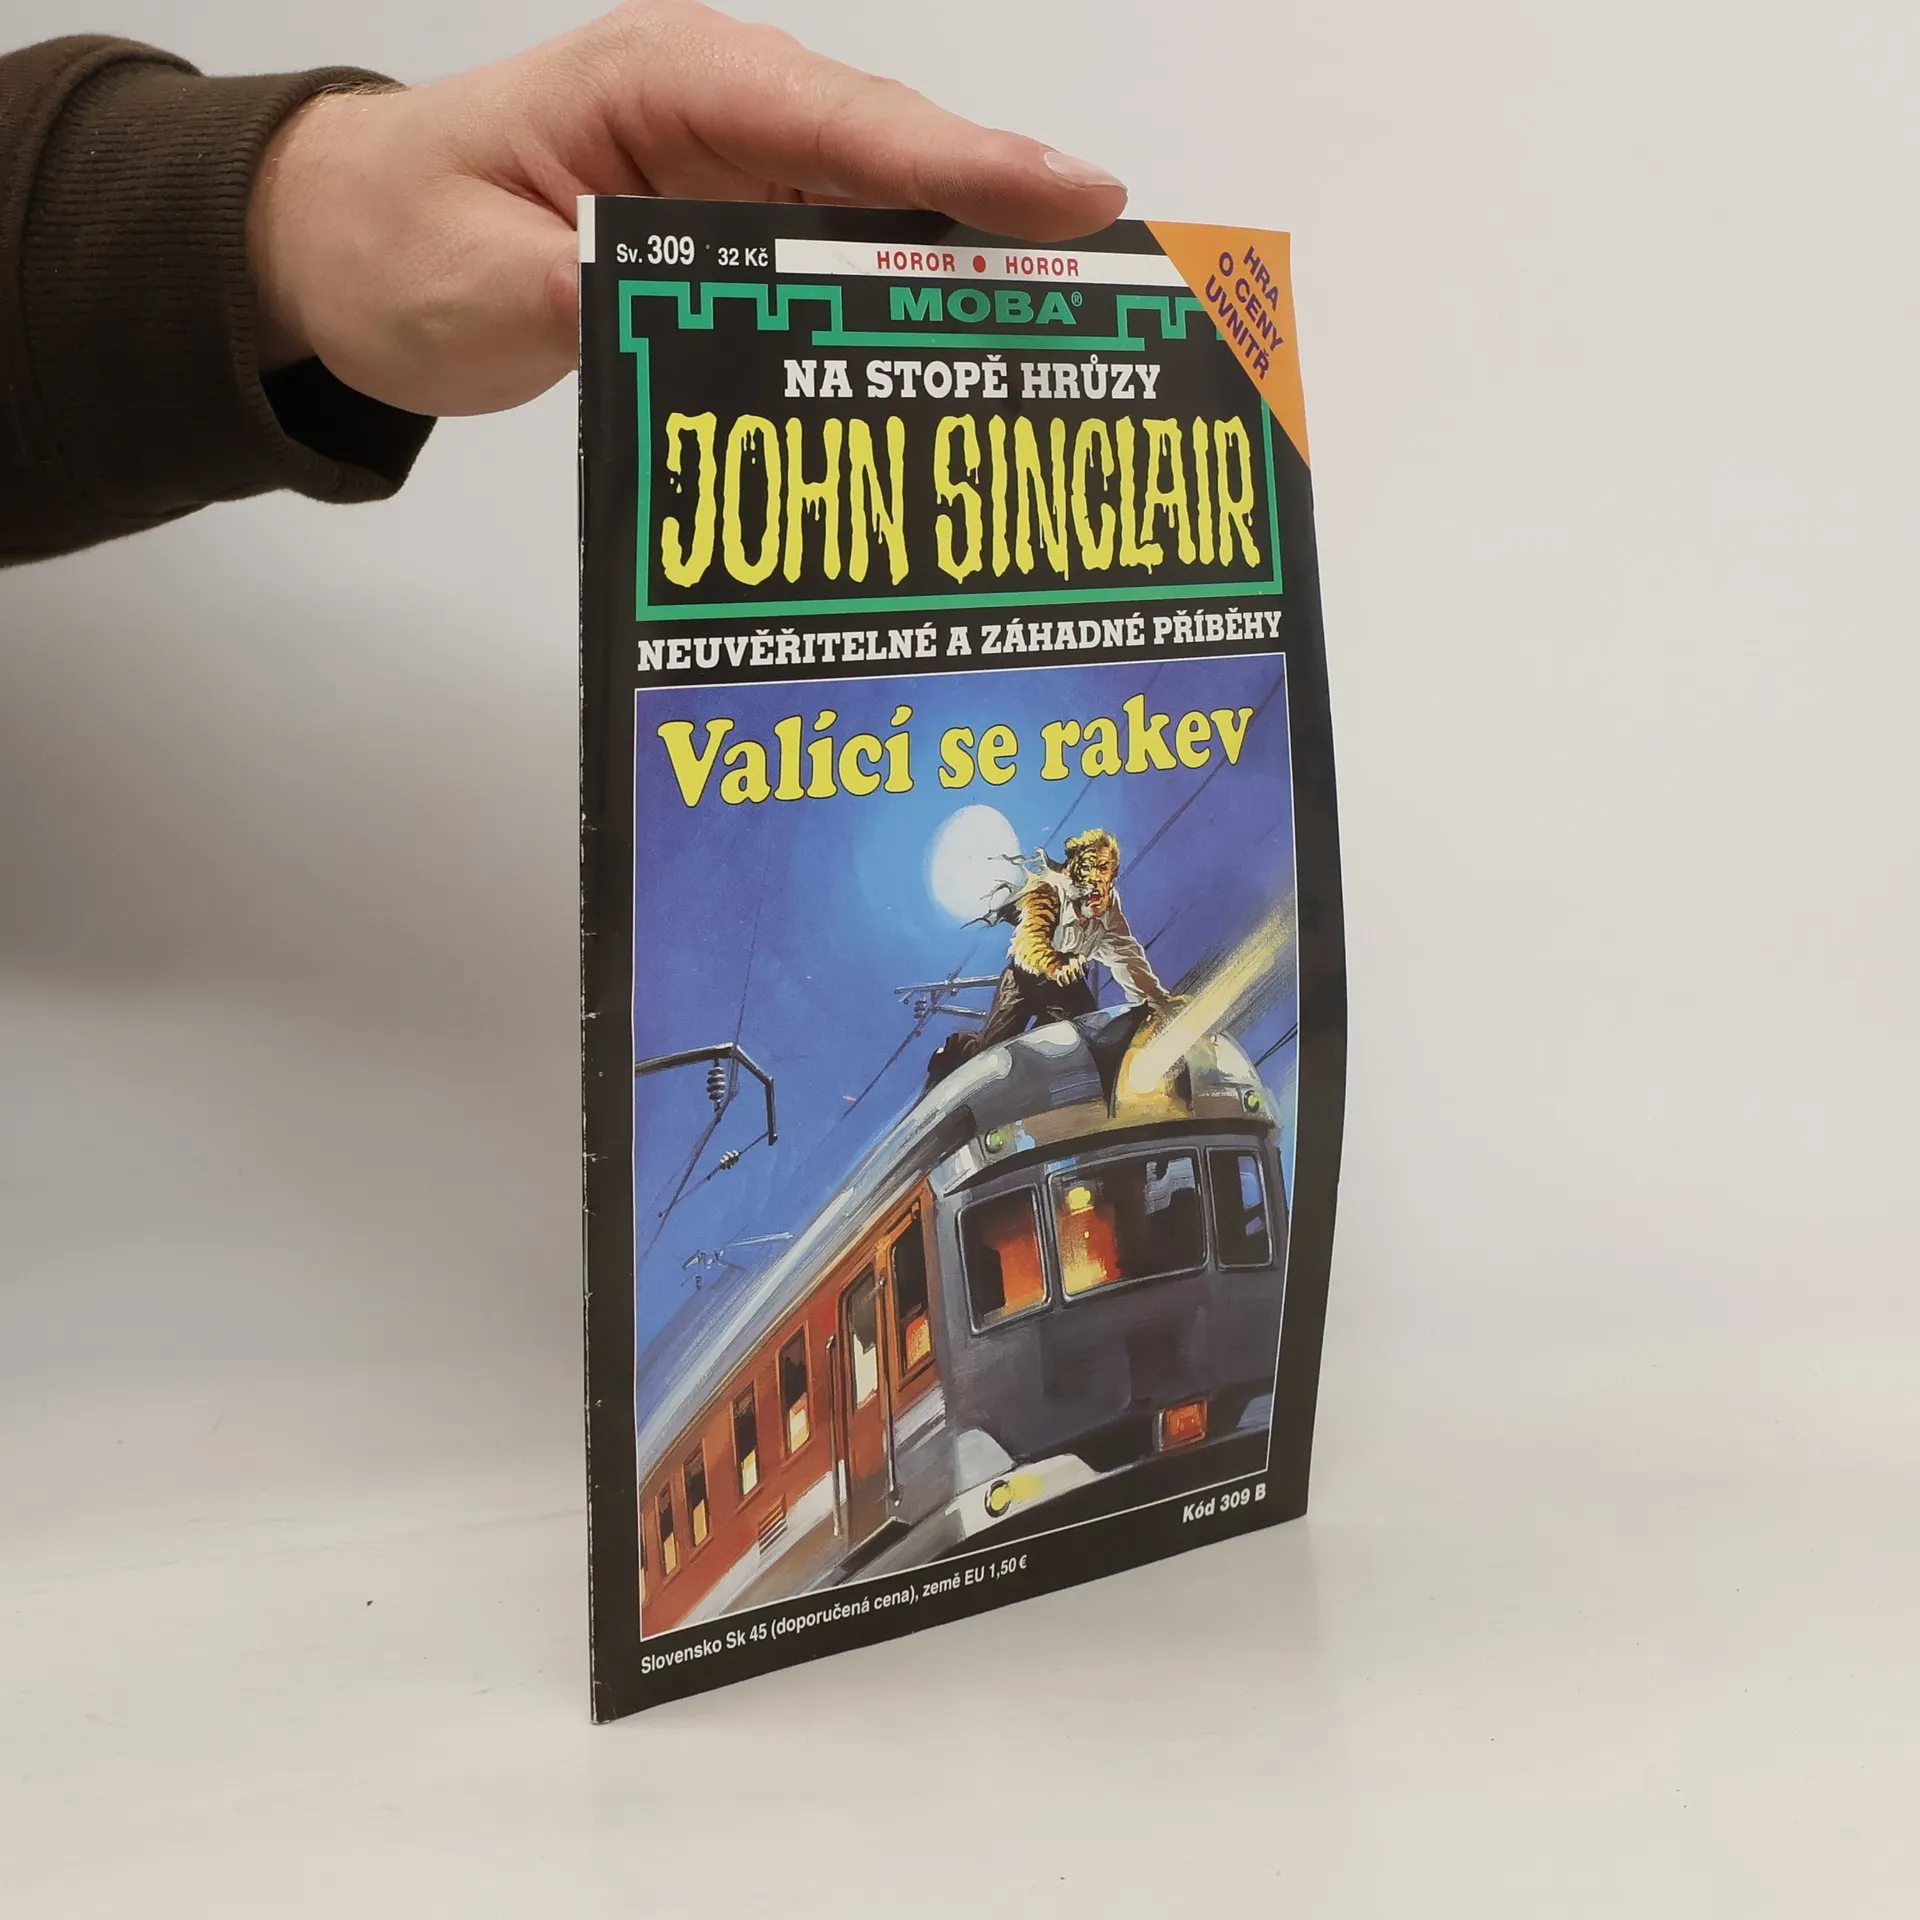 Sv. 309 32 Kč
HOROR ● HOROR
HRA
O CENY
UVNITŘ
MOBA®
NA STOPĚ HRŮZY
JOHN SINCLAIR
NEUVĚŘITELNÉ A ZÁHADNÉ PŘÍBĚHY
Valící se rakev
Kód 309 B
Slovensko Sk 45 (doporučená cena), země EU 1,50 €